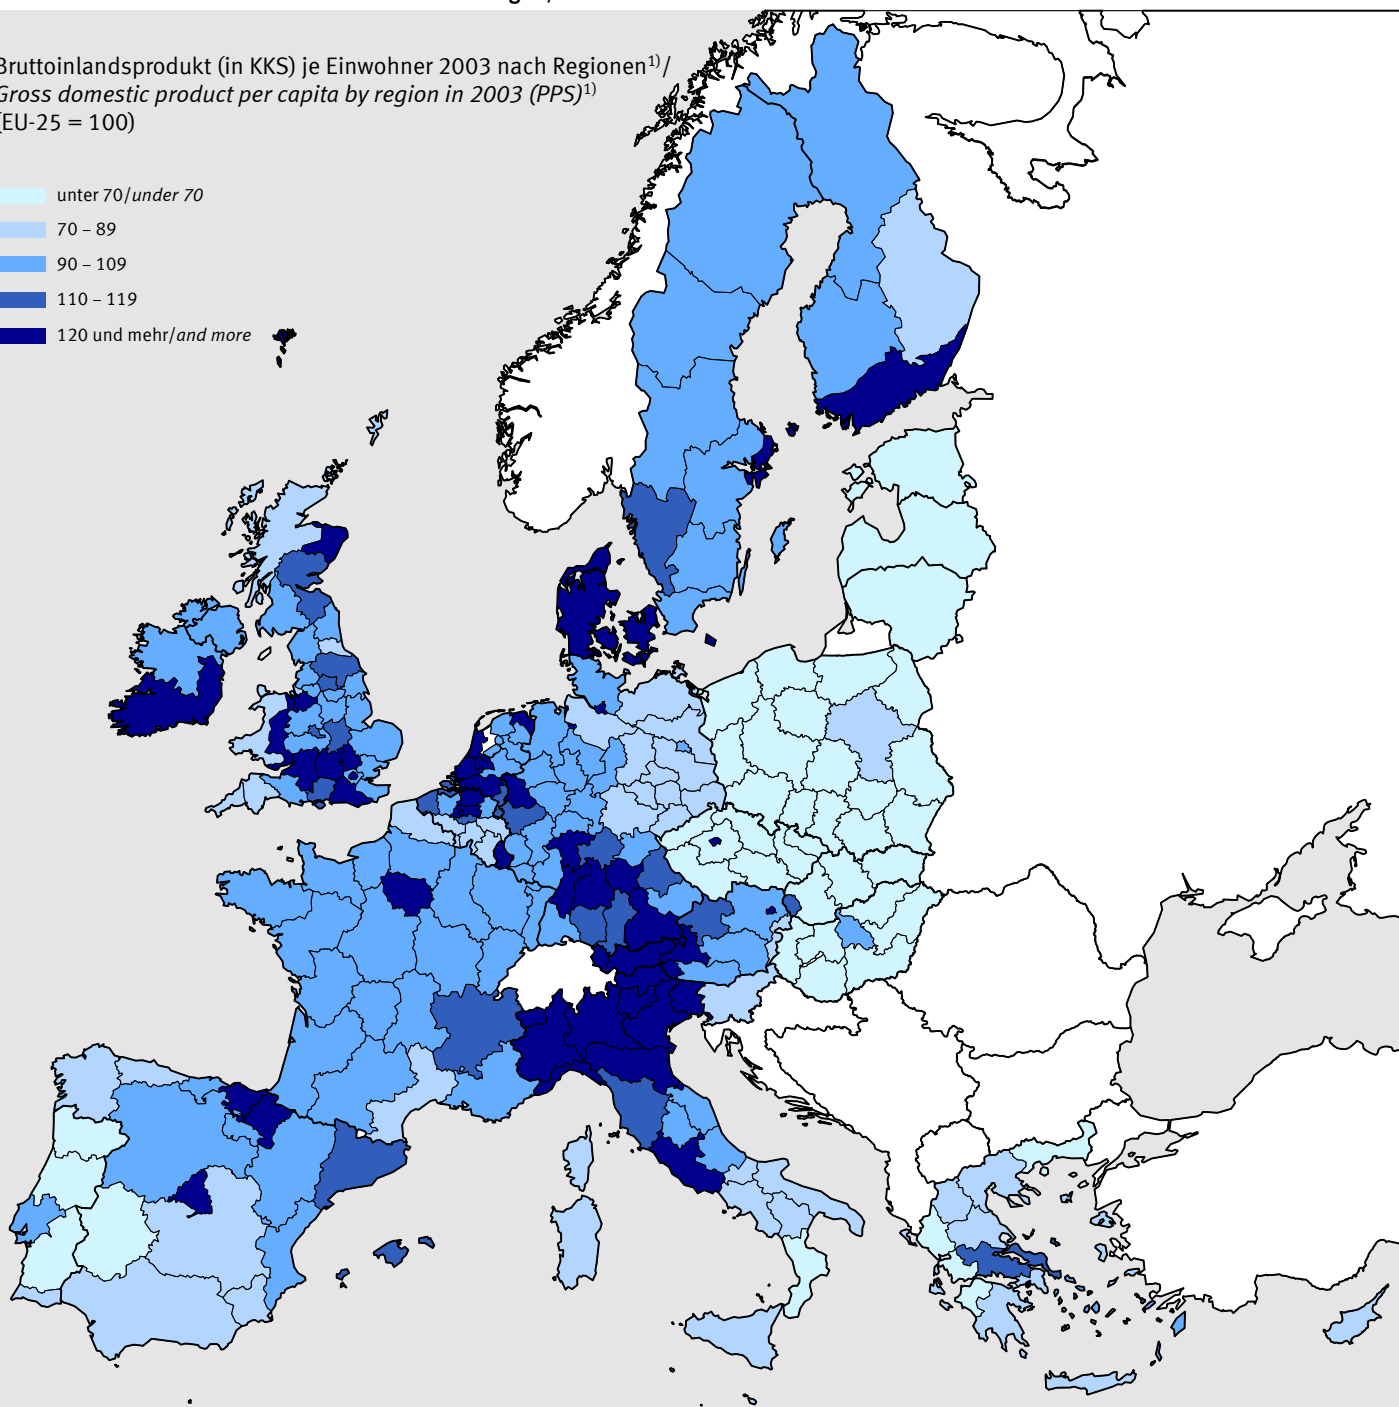 Bruttoinlandsprodukt (in KKS) je Einwohner 2003 nach Regionen¹⁾/
Gross domestic product per capita by region in 2003 (PPS)¹⁾
(EU-25 = 100)
unter 70/under 70
70 – 89
90 – 109
110 – 119
120 und mehr/and more